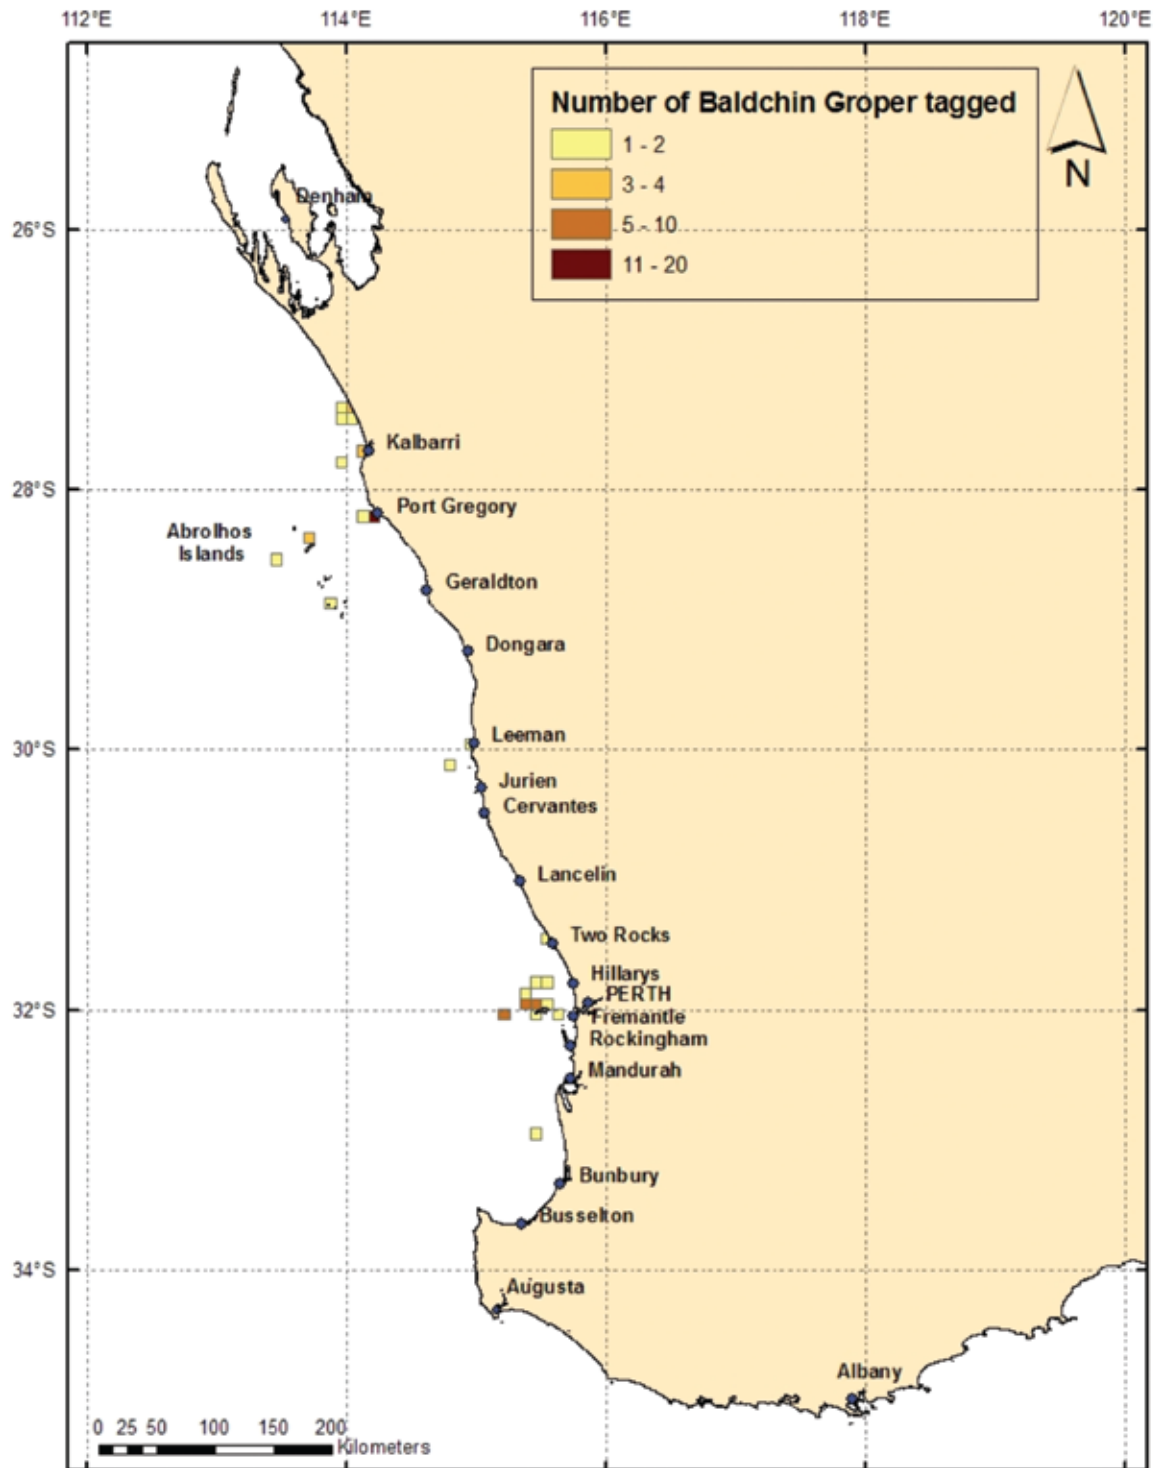 112°E 114°E 116°E 118°E 120°E
Number of Baldchin Groper tagged
1 - 2
3 - 4
5 - 10
11 - 20
N
Denham
26°S
Kalbarri
28°S
Port Gregory
Abrolhos
Islands
Geraldton
Dongara
Leeman
30°S
Jurien
Cervantes
Lancelin
Two Rocks
Hillarys
PERTH
32°S
Fremantle
Rockingham
Mandurah
Bunbury
Busselton
34°S
Augusta
Albany
0 25 50 100 150 200
Kilometers